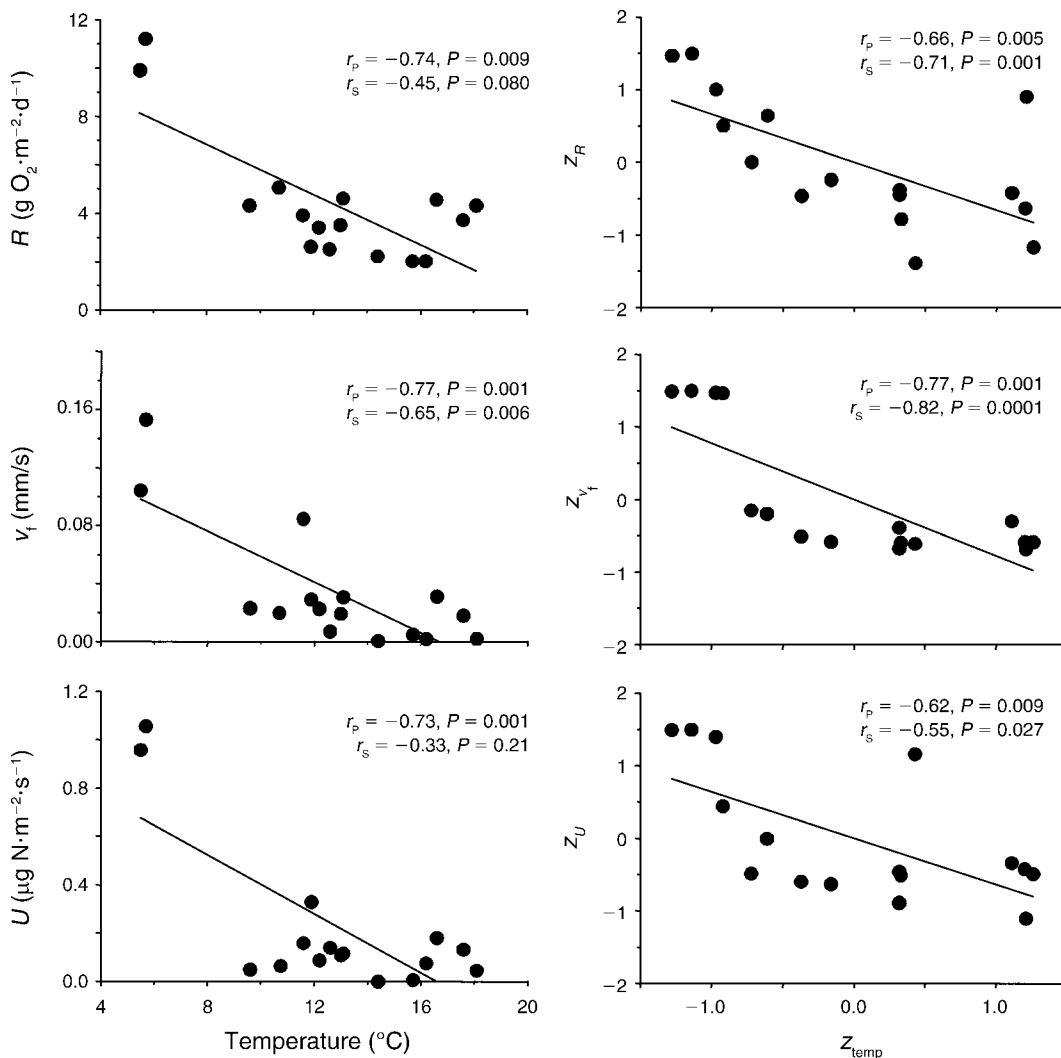 12
8
4
0
R (g O₂·m⁻²·d⁻¹)
r_P = −0.74, P = 0.009
r_S = −0.45, P = 0.080
2
1
0
−1
−2
z_R
r_P = −0.66, P = 0.005
r_S = −0.71, P = 0.001
0.16
0.08
0.00
v_f (mm/s)
r_P = −0.77, P = 0.001
r_S = −0.65, P = 0.006
2
1
0
−1
−2
z_{v_f}
r_P = −0.77, P = 0.001
r_S = −0.82, P = 0.0001
1.2
0.8
0.4
0.0
U (μg N·m⁻²·s⁻¹)
r_P = −0.73, P = 0.001
r_S = −0.33, P = 0.21
4 8 12 16 20
Temperature (°C)
2
1
0
−1
−2
z_U
r_P = −0.62, P = 0.009
r_S = −0.55, P = 0.027
−1.0 0.0 1.0
z_temp